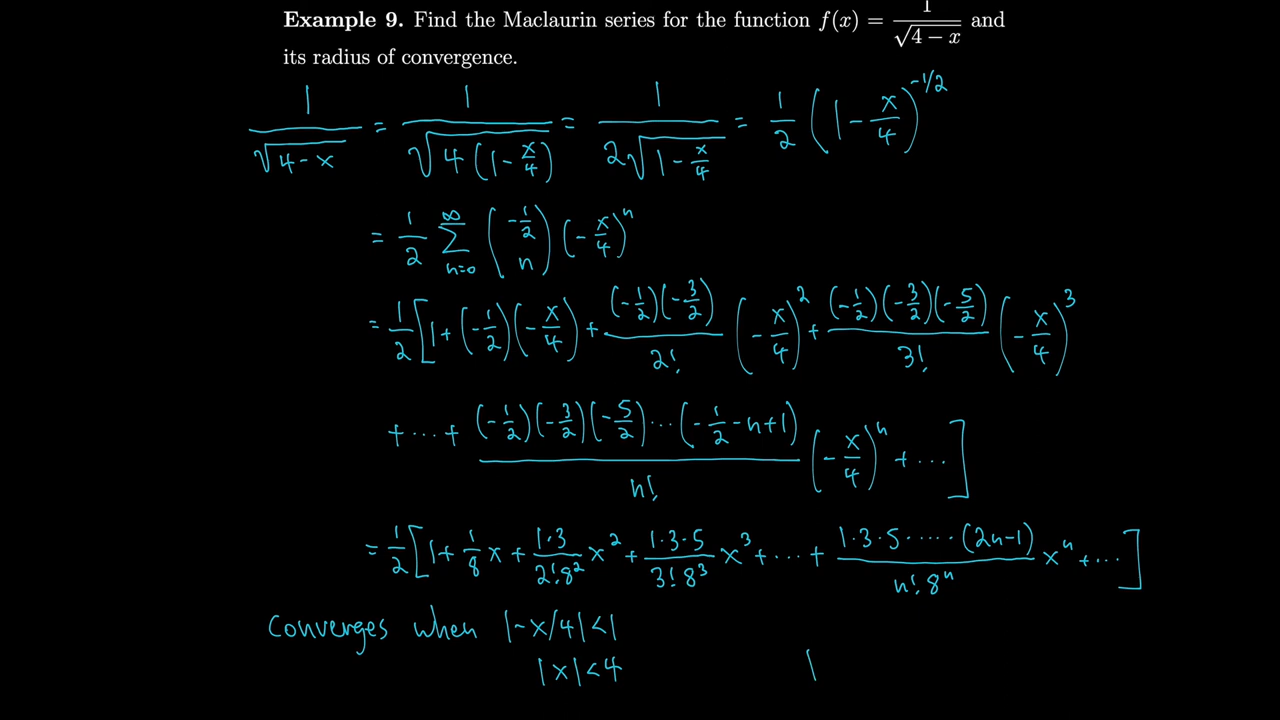 Example 9. Find the Maclaurin series for the function f(x) = 1/√(4 − x) and
its radius of convergence.
1/√(4−x) = 1/√(4(1−x/4)) = 1/(2√(1−x/4)) = 1/2 (1 − x/4)^(-1/2)
= 1/2 ∑_{n=0}^{∞} (-1/2 n) (−x/4)^n
= 1/2 [1 + (−1/2)(−x/4) + (−1/2)(−3/2)/2! (−x/4)^2 + (−1/2)(−3/2)(−5/2)/3! (−x/4)^3
+ ⋯ + (−1/2)(−3/2)(−5/2)⋯(−1/2−n+1)/n! (−x/4)^n + ⋯]
= 1/2 [1 + 1/8 x + 1·3/2!8^2 x^2 + 1·3·5/3!8^3 x^3 + ⋯ + 1·3·5·⋯·(2n−1)/n!8^n x^n + ⋯]
Converges when |−x/4| < 1
|x| < 4